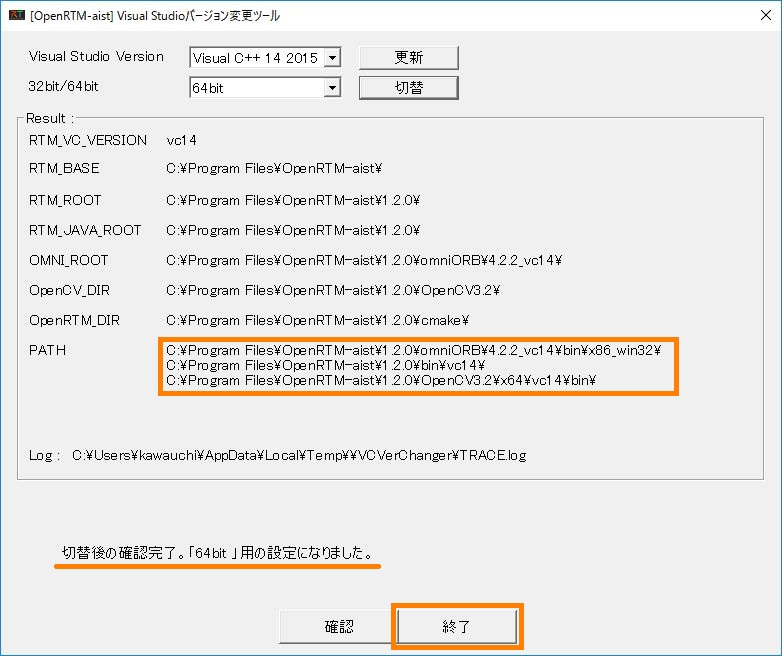 [OpenRTM-aist] Visual Studioバージョン変更ツール
Visual Studio Version Visual C++ 14 2015 更新
32bit/64bit 64bit 切替
Result :
RTM_VC_VERSION vc14
RTM_BASE C:¥Program Files¥OpenRTM-aist¥
RTM_ROOT C:¥Program Files¥OpenRTM-aist¥1.2.0¥
RTM_JAVA_ROOT C:¥Program Files¥OpenRTM-aist¥1.2.0¥
OMNI_ROOT C:¥Program Files¥OpenRTM-aist¥1.2.0¥omniORB¥4.2.2_vc14¥
OpenCV_DIR C:¥Program Files¥OpenRTM-aist¥1.2.0¥OpenCV3.2¥
OpenRTM_DIR C:¥Program Files¥OpenRTM-aist¥1.2.0¥cmake¥
PATH C:¥Program Files¥OpenRTM-aist¥1.2.0¥omniORB¥4.2.2_vc14¥bin¥x86_win32¥
C:¥Program Files¥OpenRTM-aist¥1.2.0¥bin¥vc14¥
C:¥Program Files¥OpenRTM-aist¥1.2.0¥OpenCV3.2¥x64¥vc14¥bin¥
Log : C:¥Users¥kawauchi¥AppData¥Local¥Temp¥¥VCVerChanger¥TRACE.log
切替後の確認完了。「64bit 」用の設定になりました。
確認 終了